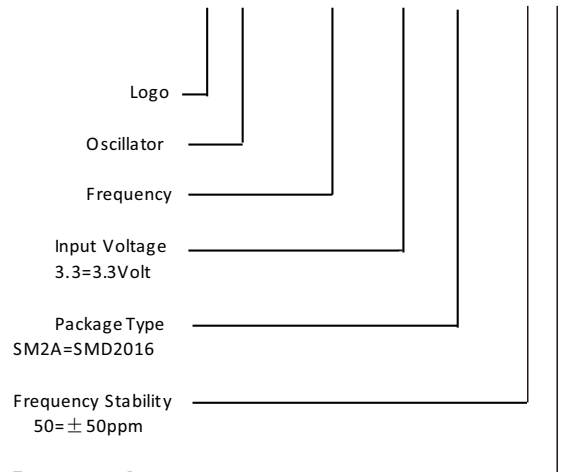 Logo
Oscillator
Frequency
Input Voltage
3.3=3.3Volt
Package Type
SM2A=SMD2016
Frequency Stability
50=±50ppm